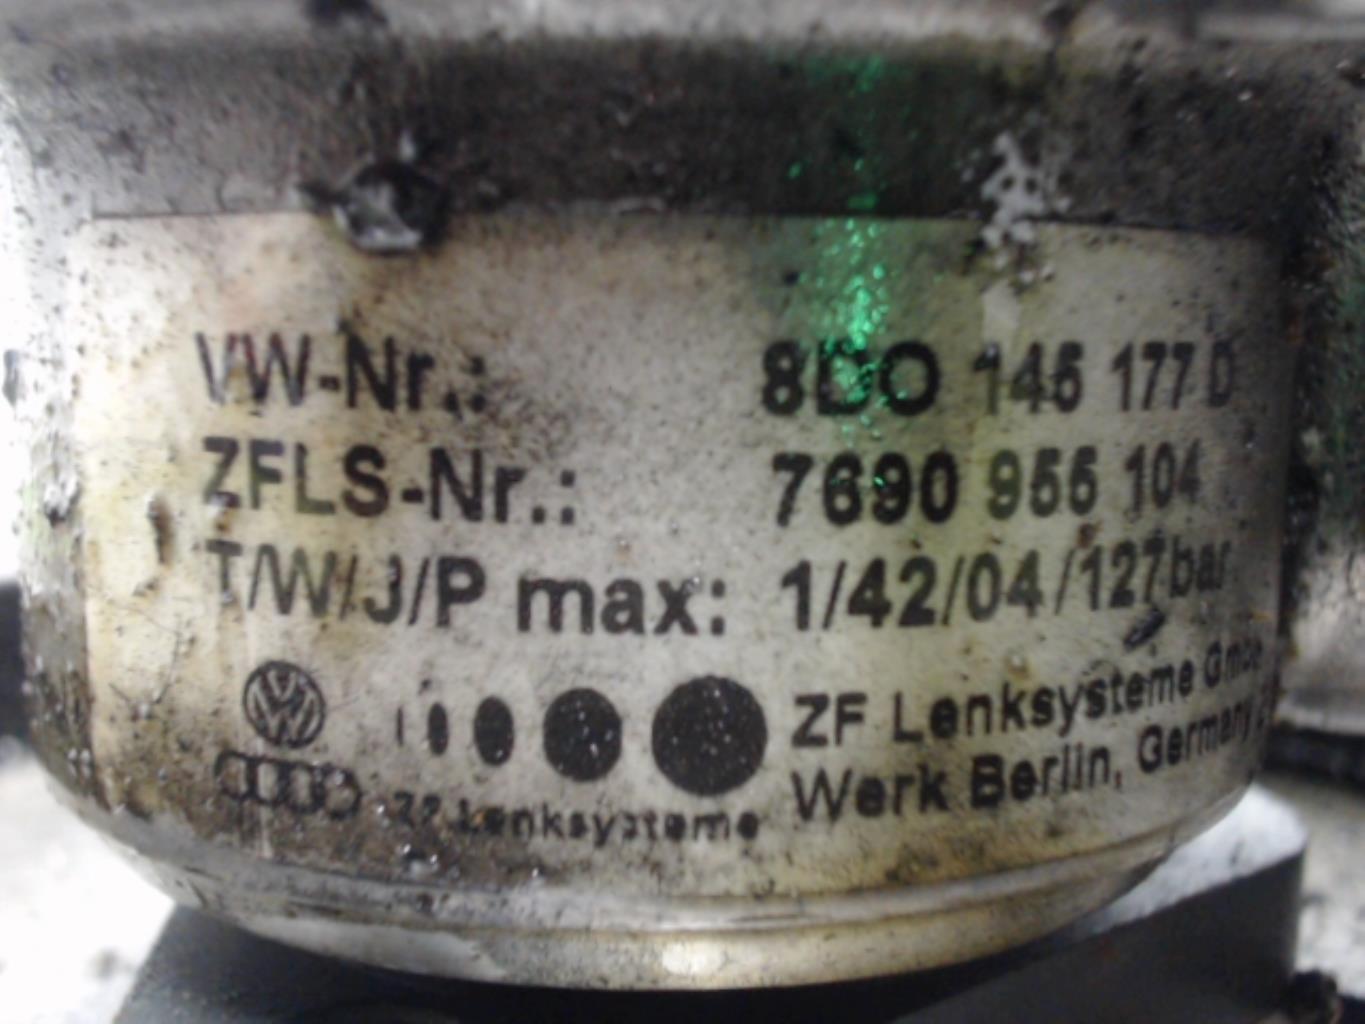 VW-Nr.: 8DO 145 177 D
ZFLS-Nr.: 7690 955 104
T/W/J/P max: 1/42/04/127bar
ZF Lenksysteme GmbH
Werk Berlin, Germany
ZF Lenksysteme